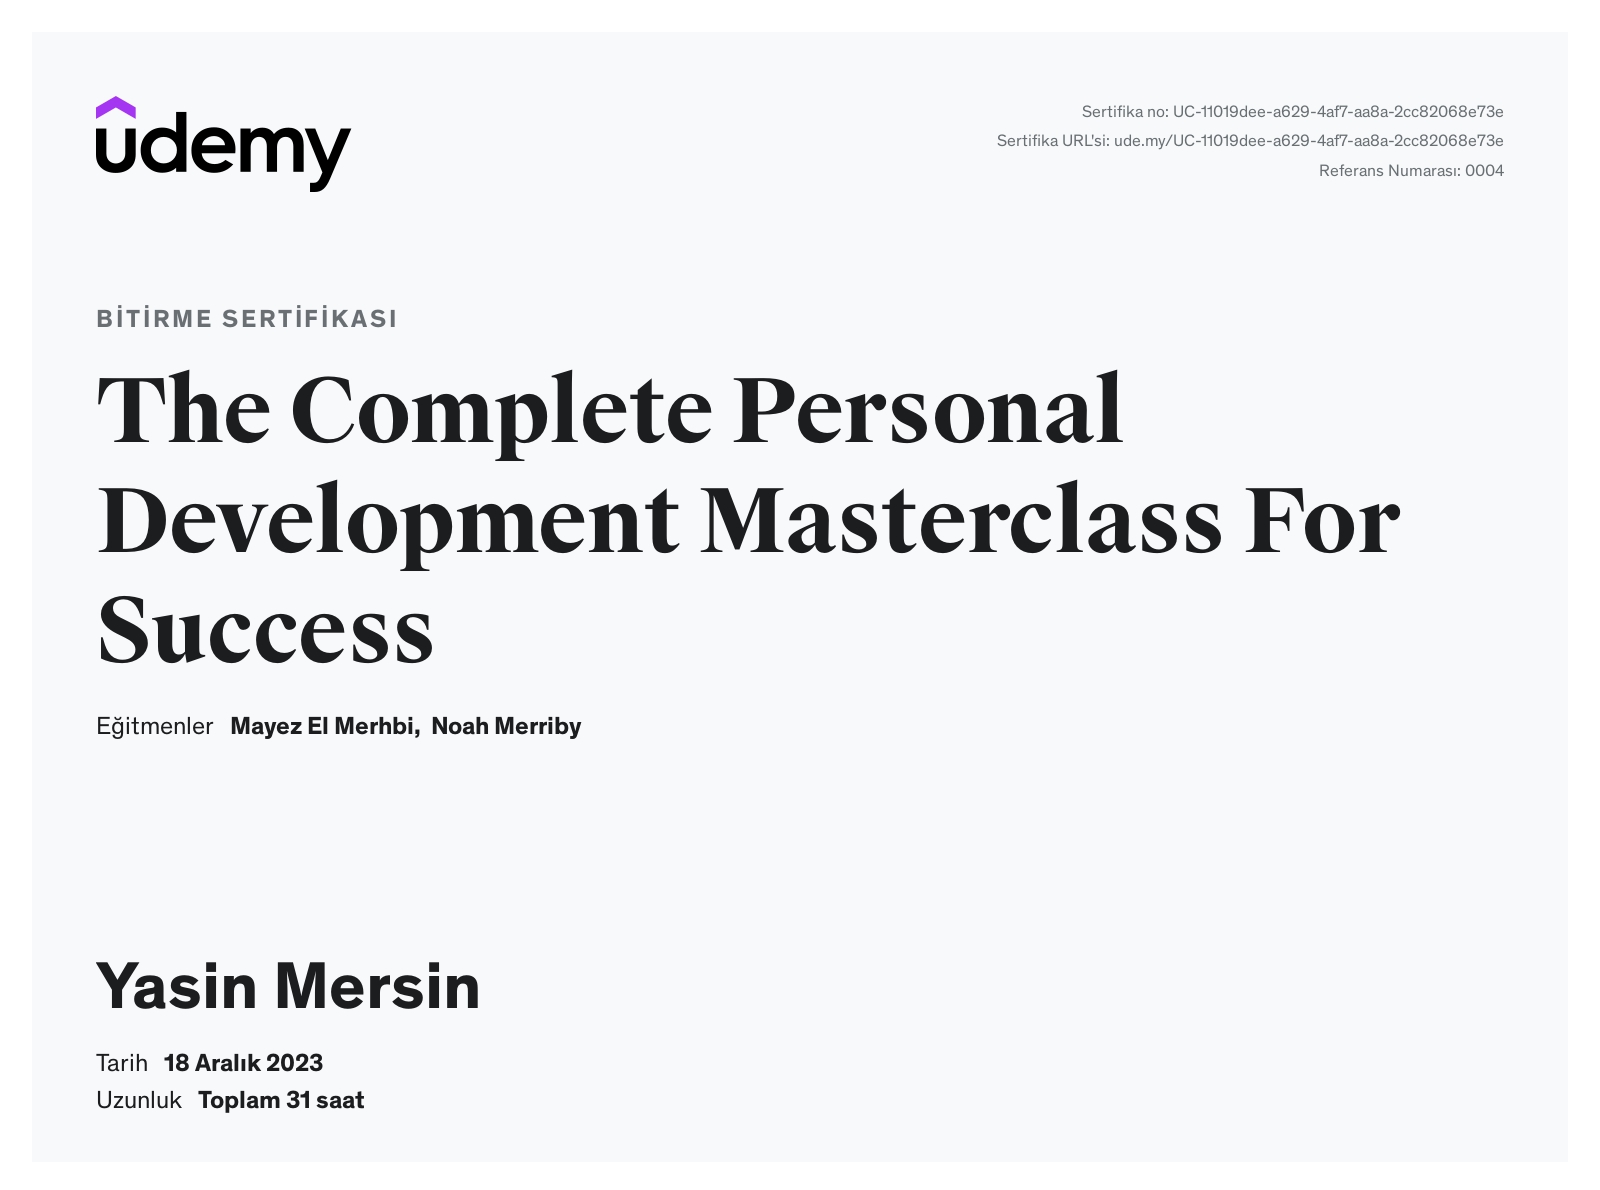 udemy
Sertifika no: UC-11019dee-a629-4af7-aa8a-2cc82068e73e
Sertifika URL'si: ude.my/UC-11019dee-a629-4af7-aa8a-2cc82068e73e
Referans Numarası: 0004
BİTİRME SERTİFİKASI
The Complete Personal
Development Masterclass For
Success
Eğitmenler Mayez El Merhbi, Noah Merriby
Yasin Mersin
Tarih 18 Aralık 2023
Uzunluk Toplam 31 saat